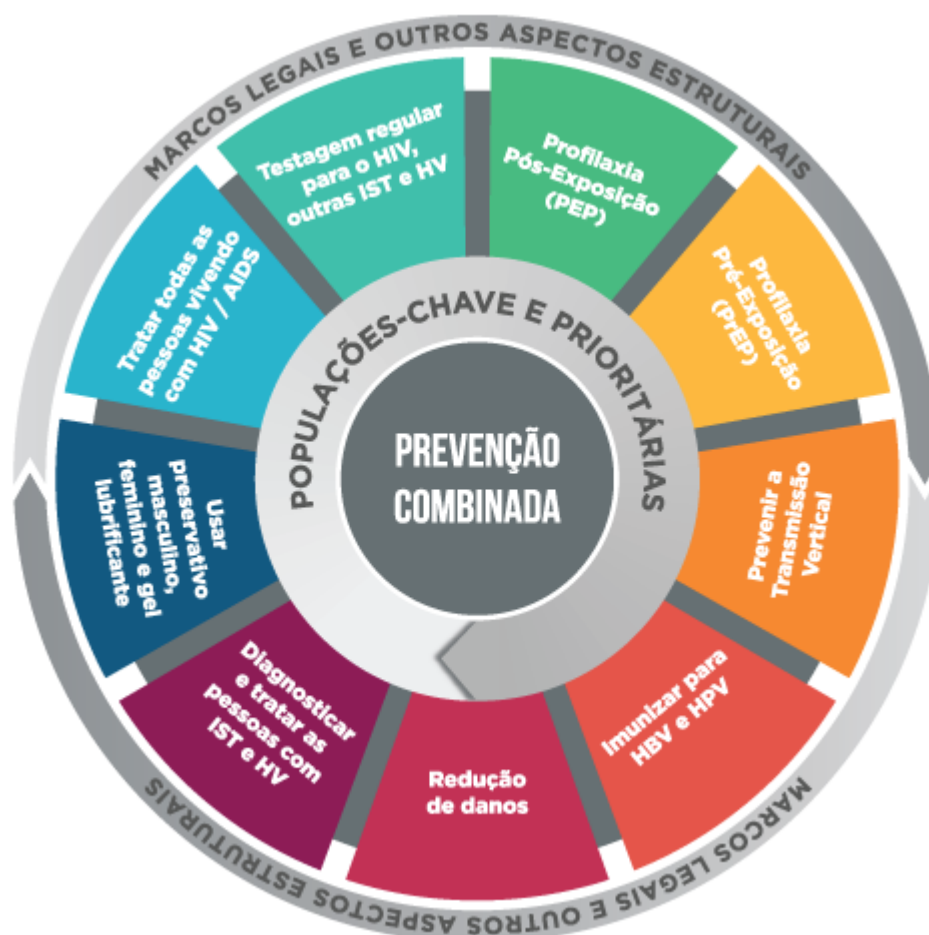 MARCOS LEGAIS E OUTROS ASPECTOS ESTRUTURAIS
Testagem regular
para o HIV,
outras IST e HV
Profilaxia
Pós-Exposição
(PEP)
Profilaxia
Pré-Exposição
(PrEP)
Prevenir a
Transmissão
Vertical
Imunizar para
HBV e HPV
Redução
de danos
Diagnosticar
e tratar as
pessoas com
IST e HV
Usar
preservativo
masculino,
feminino e gel
lubrificante
Tratar todas as
pessoas vivendo
com HIV / AIDS
POPULAÇÕES-CHAVE E PRIORITÁRIAS
PREVENÇÃO
COMBINADA
MARCOS LEGAIS E OUTROS ASPECTOS ESTRUTURAIS